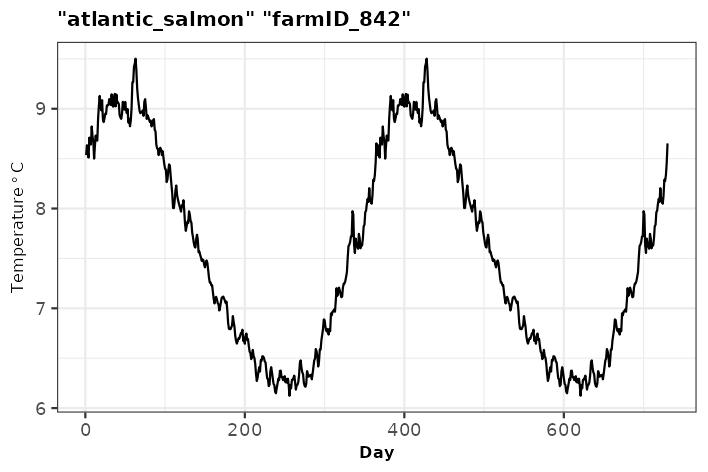 "atlantic_salmon" "farmID_842"
Temperature ° C
9
8
7
6
0 200 400 600
Day